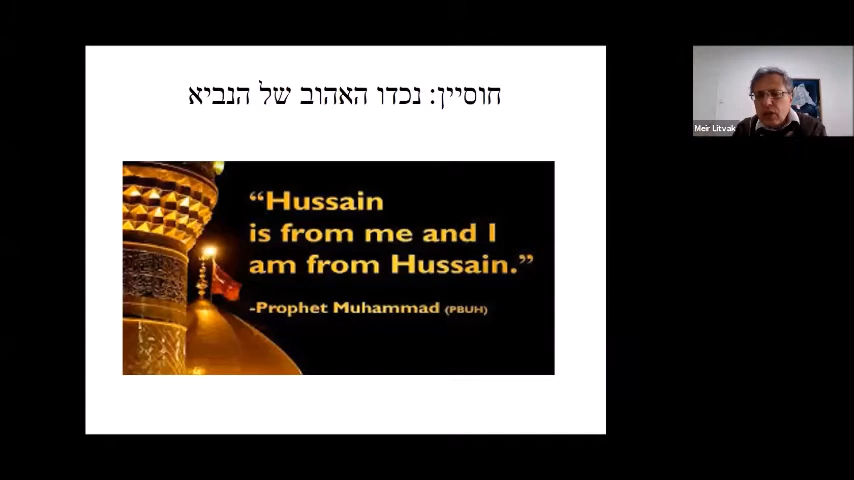 חוסיין: נכדו האהוב של הנביא
“Hussain
is from me and I
am from Hussain.”
-Prophet Muhammad (PBUH)
Meir Litvak